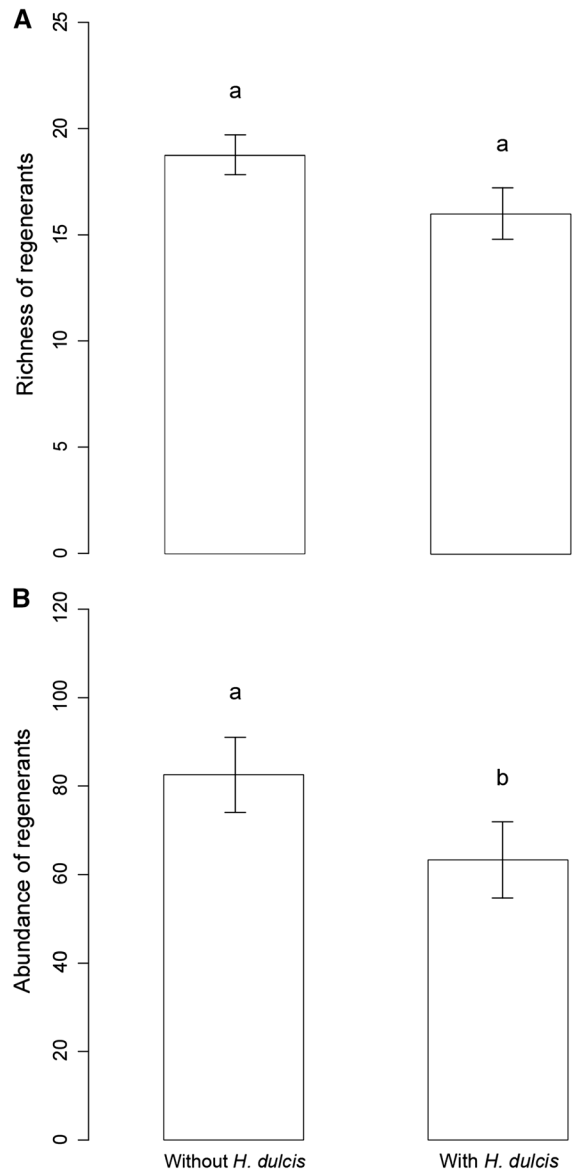 A
Richness of regenerants
25
20
15
10
5
0
a
a
B
Abundance of regenerants
120
100
80
60
40
20
0
a
b
Without H. dulcis
With H. dulcis